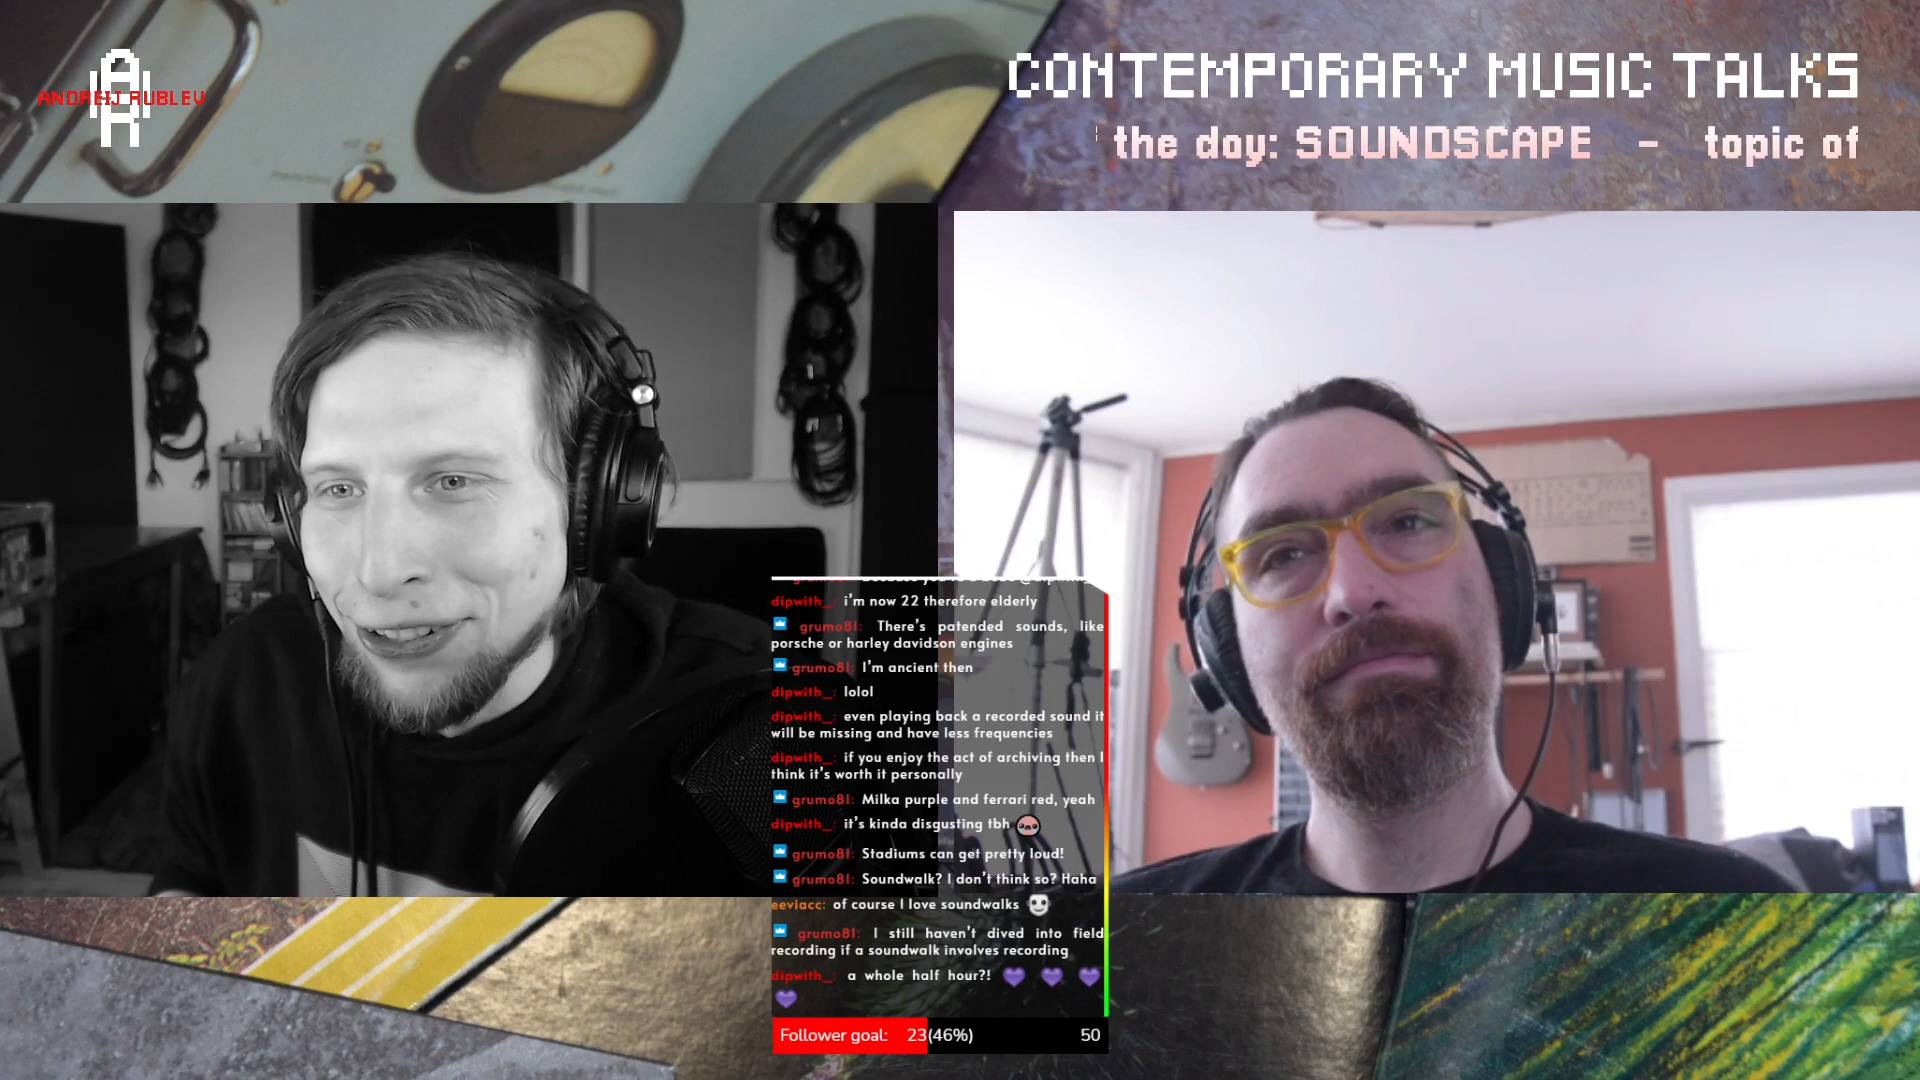 ANDREIJ RUBLEV
A
R
CONTEMPORARY MUSIC TALKS
the day: SOUNDSCAPE - topic of
dipwith_: i'm now 22 therefore elderly
grumo81: There's patended sounds, like
porsche or harley davidson engines
grumo81: I'm ancient then
dipwith_: lolol
dipwith_: even playing back a recorded sound it
will be missing and have less frequencies
dipwith_: if you enjoy the act of archiving then I
think it's worth it personally
grumo81: Milka purple and ferrari red, yeah
dipwith_: it's kinda disgusting tbh
grumo81: Stadiums can get pretty loud!
grumo81: Soundwalk? I don't think so? Haha
eeviacc: of course I love soundwalks
grumo81: I still haven't dived into field
recording if a soundwalk involves recording
dipwith_: a whole half hour?!
Follower goal: 23(46%) 50